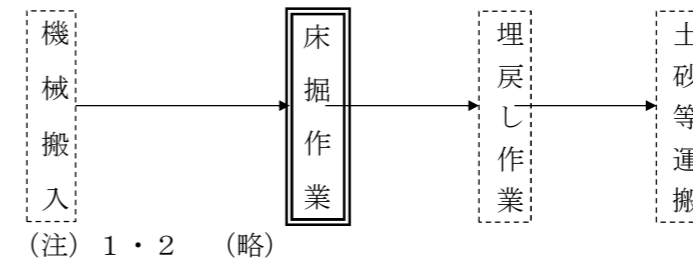 機械搬入
床掘作業
埋戻し作業
土砂等運搬
（注）１・２　（略）